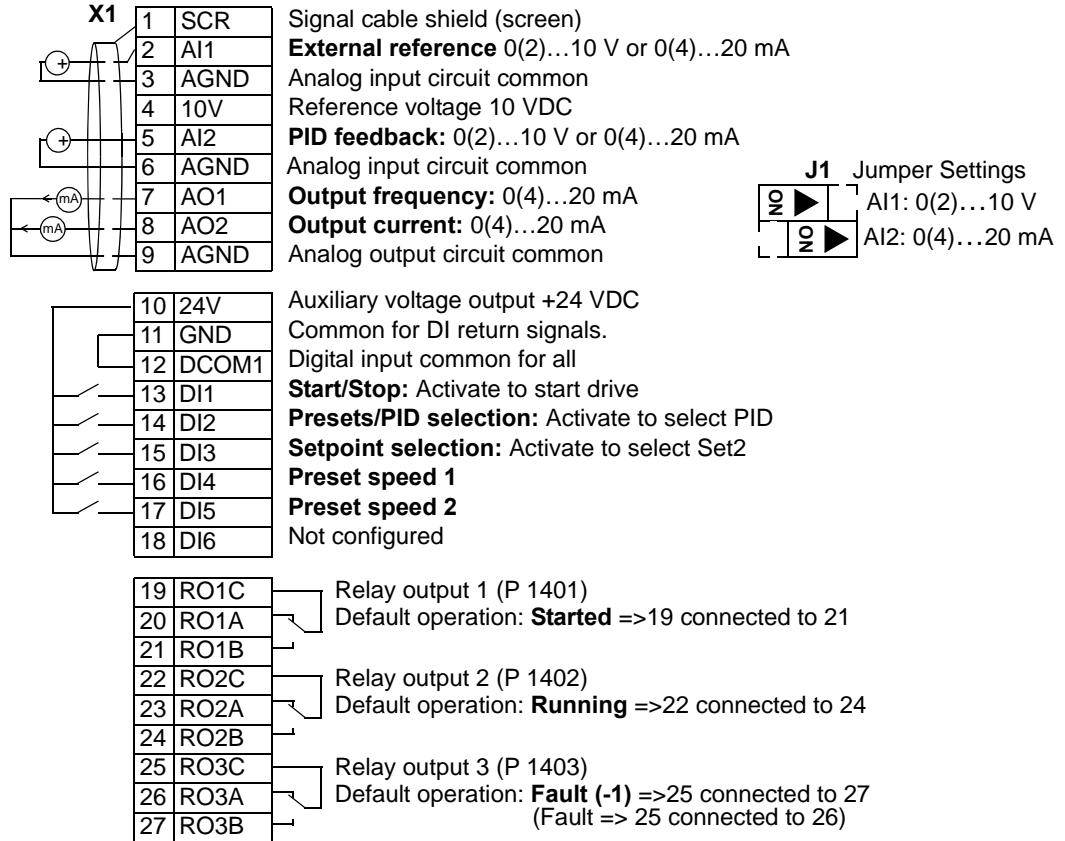 X1
1 SCR Signal cable shield (screen)
2 AI1 External reference 0(2)…10 V or 0(4)…20 mA
3 AGND Analog input circuit common
4 10V Reference voltage 10 VDC
5 AI2 PID feedback: 0(2)…10 V or 0(4)…20 mA
6 AGND Analog input circuit common
7 AO1 Output frequency: 0(4)…20 mA
8 AO2 Output current: 0(4)…20 mA
9 AGND Analog output circuit common
+
+
mA
mA
J1 Jumper Settings
ON AI1: 0(2)…10 V
ON AI2: 0(4)…20 mA
10 24V Auxiliary voltage output +24 VDC
11 GND Common for DI return signals.
12 DCOM1 Digital input common for all
13 DI1 Start/Stop: Activate to start drive
14 DI2 Presets/PID selection: Activate to select PID
15 DI3 Setpoint selection: Activate to select Set2
16 DI4 Preset speed 1
17 DI5 Preset speed 2
18 DI6 Not configured
19 RO1C Relay output 1 (P 1401)
20 RO1A Default operation: Started =>19 connected to 21
21 RO1B
22 RO2C Relay output 2 (P 1402)
23 RO2A Default operation: Running =>22 connected to 24
24 RO2B
25 RO3C Relay output 3 (P 1403)
26 RO3A Default operation: Fault (-1) =>25 connected to 27
27 RO3B (Fault => 25 connected to 26)